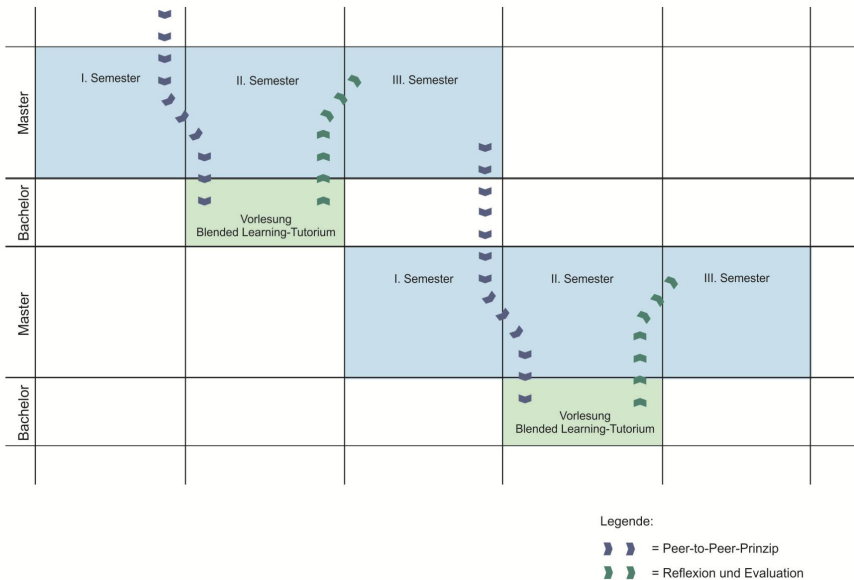 Master
I. Semester
II. Semester
III. Semester
Bachelor
Vorlesung
Blended Learning-Tutorium
Master
I. Semester
II. Semester
III. Semester
Bachelor
Vorlesung
Blended Learning-Tutorium
Legende:
= Peer-to-Peer-Prinzip
= Reflexion und Evaluation